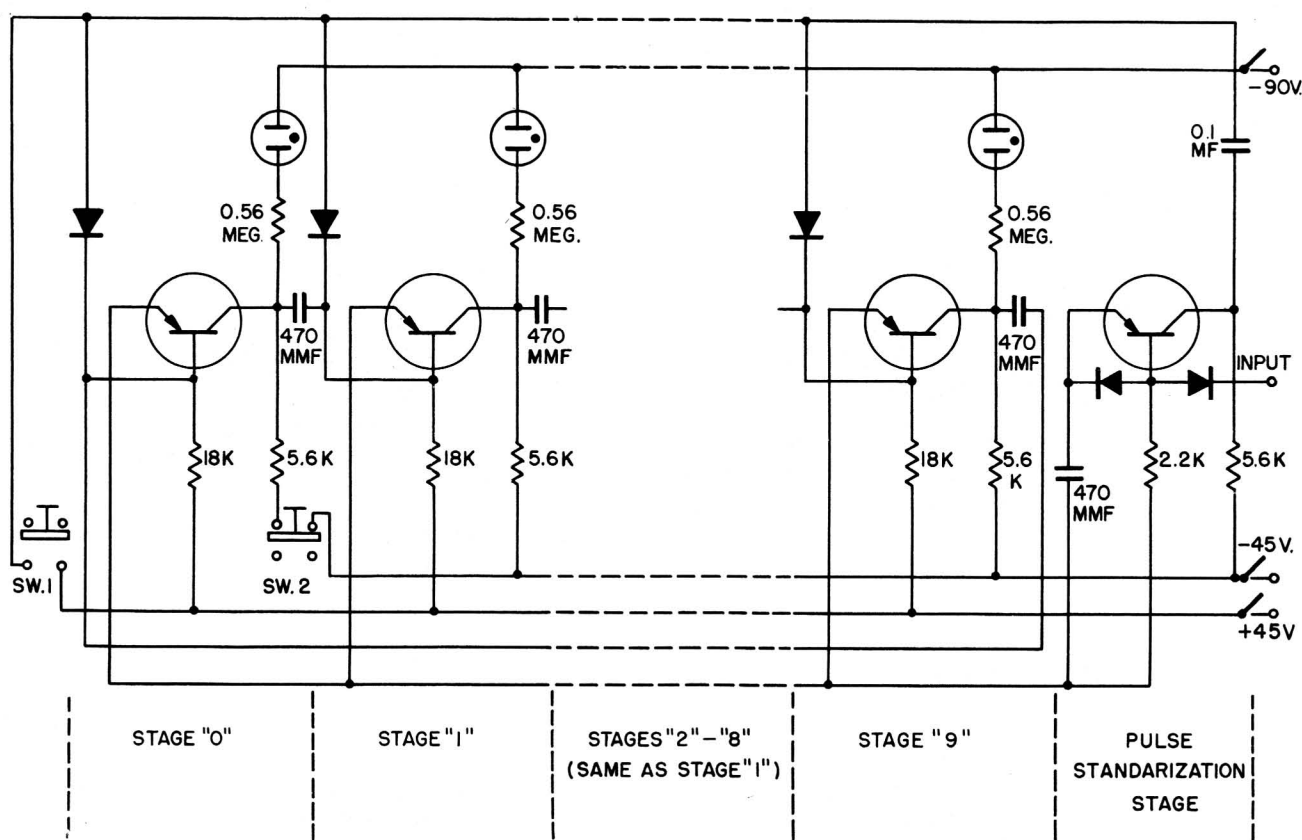 -90V.
0.1
MF
0.56
MEG.
0.56
MEG.
0.56
MEG.
470
MMF
470
MMF
470
MMF
INPUT
18K
5.6K
18K
5.6K
18K
5.6
K
470
MMF
2.2K
5.6K
SW.1
SW. 2
-45V.
+45V
STAGE "0"
STAGE "1"
STAGES "2" – "8"
(SAME AS STAGE "1")
STAGE "9"
PULSE
STANDARIZATION
STAGE